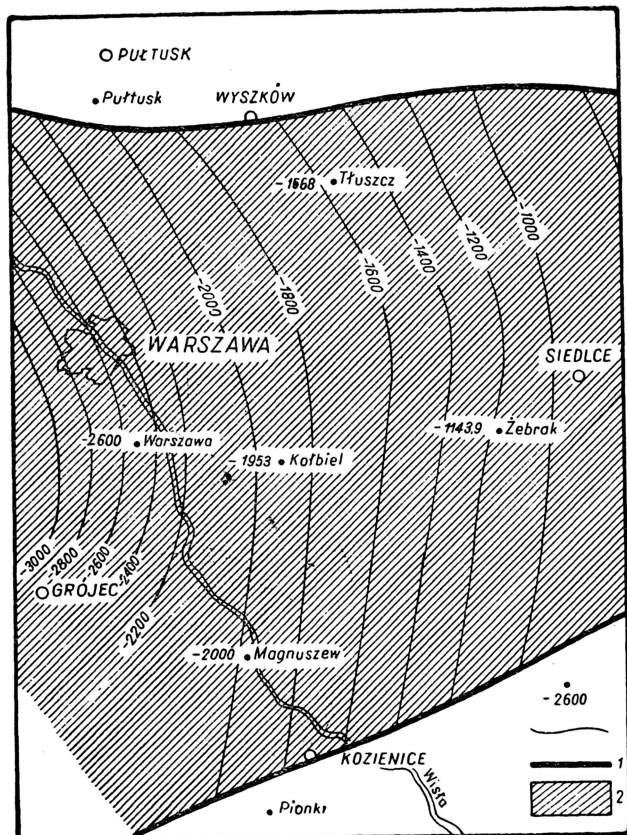 PUŁTUSK
Pułtusk
WYSZKÓW
-1568 Tłuszcz
-1000
-1200
-1400
-1600
-1800
-2000
WARSZAWA
SIEDLCE
-2600 Warszawa
-1143,9 Żebrak
-1953 Kołbiel
-3000
-2800
-2600
-2400
GRÓJEC
-2200
-2000 Magnuszew
-2600
KOZIENICE
1
Wisła
2
Pionki